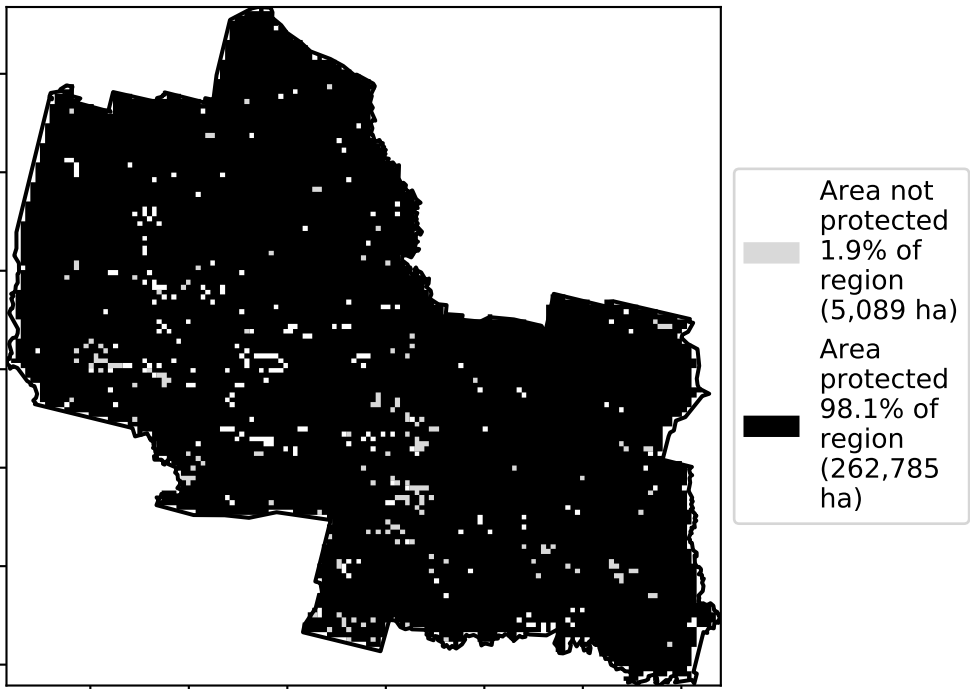 Area not
protected
1.9% of
region
(5,089 ha)
Area
protected
98.1% of
region
(262,785
ha)